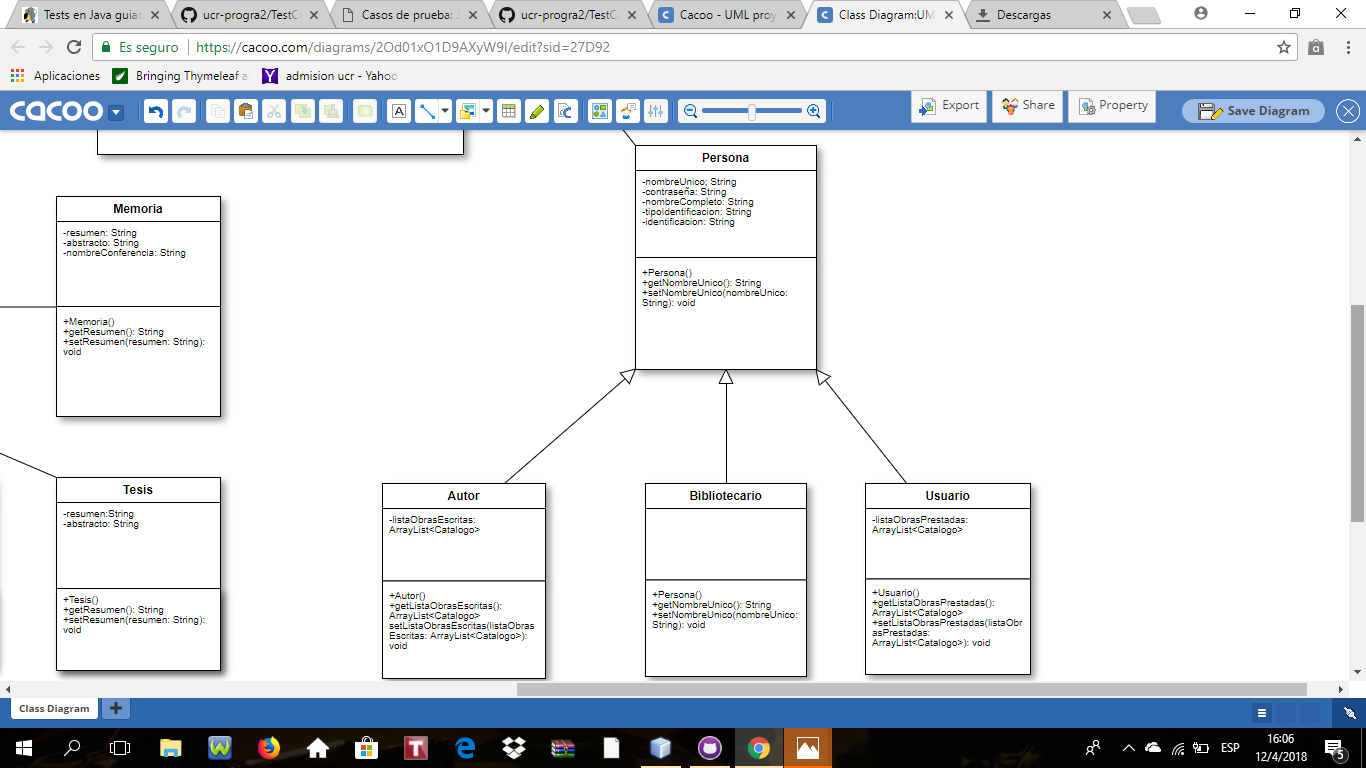 Tests en Java guiad
ucr-progra2/TestCa
Casos de prueba: J
ucr-progra2/TestCa
Cacoo - UML proy
Class Diagram:UM
Descargas
Es seguro
https://cacoo.com/diagrams/2Od01xO1D9AXyW9I/edit?sid=27D92
Aplicaciones
Bringing Thymeleaf a
admision ucr - Yahoo
cacoo
Export
Share
Property
Save Diagram
Persona
-nombreUnico; String
-contraseña: String
-nombreCompleto: String
-tipoIdentificacion: String
-identificacion: String
+Persona()
+getNombreUnico(): String
+setNombreUnico(nombreUnico:
String): void
Memoria
-resumen: String
-abstracto: String
-nombreConferencia: String
+Memoria()
+getResumen(): String
+setResumen(resumen: String):
void
Tesis
-resumen:String
-abstracto: String
+Tesis()
+getResumen(): String
+setResumen(resumen: String):
void
Autor
-listaObrasEscritas:
ArrayList<Catalogo>
+Autor()
+getListaObrasEscritas():
ArrayList<Catalogo>
setListaObrasEscritas(listaObras
Escritas: ArrayList<Catalogo>):
void
Bibliotecario
+Persona()
+getNombreUnico(): String
+setNombreUnico(nombreUnico:
String): void
Usuario
-listaObrasPrestadas:
ArrayList<Catalogo>
+Usuario()
+getListaObrasPrestadas():
ArrayList<Catalogo>
+setListaObrasPrestadas(listaObr
asPrestadas:
ArrayList<Catalogo>): void
Class Diagram
ESP
16:06
12/4/2018
5